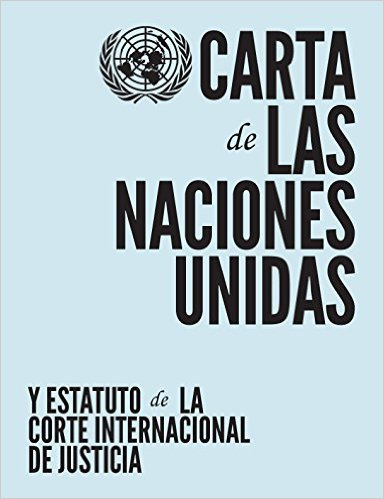 CARTA
de LAS
NACIONES
UNIDAS
Y ESTATUTO de LA
CORTE INTERNACIONAL
DE JUSTICIA